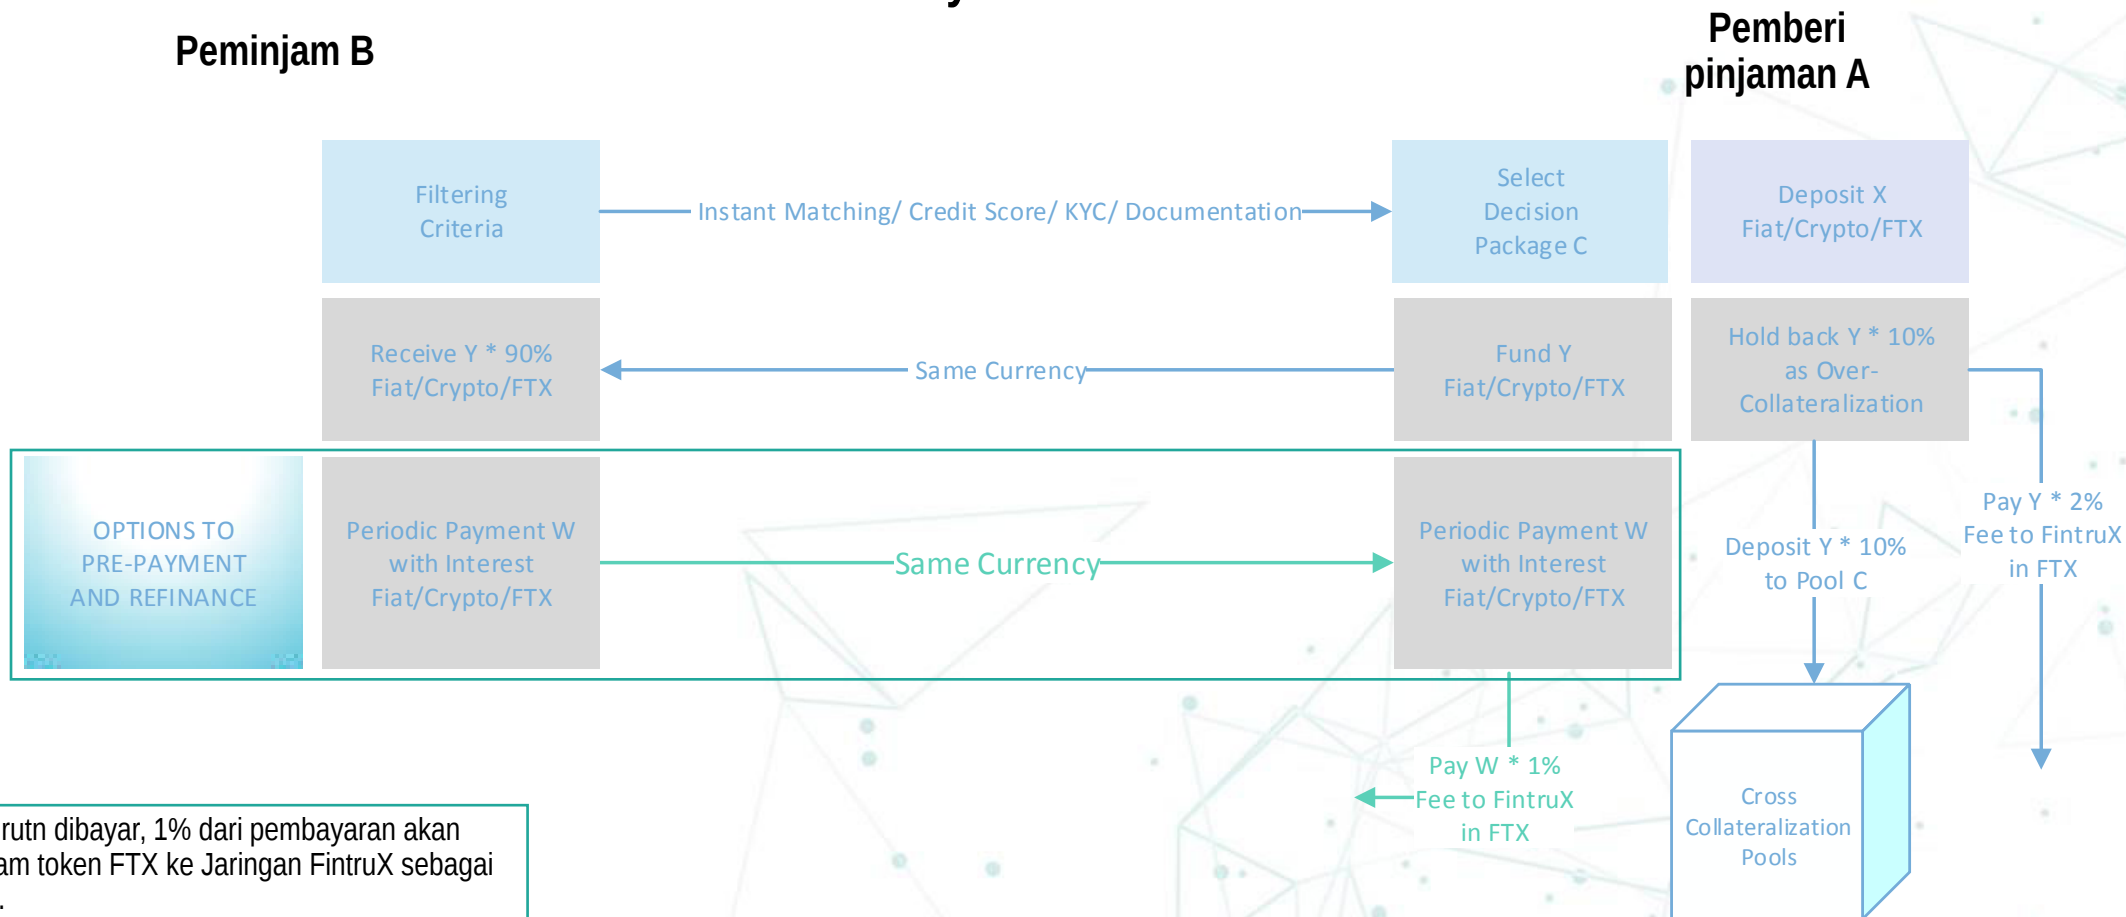 Peminjam B
Pemberi
pinjaman A
Filtering
Criteria
Instant Matching/ Credit Score/ KYC/ Documentation
Select
Decision
Package C
Deposit X
Fiat/Crypto/FTX
Receive Y * 90%
Fiat/Crypto/FTX
Same Currency
Fund Y
Fiat/Crypto/FTX
Hold back Y * 10%
as Over-
Collateralization
OPTIONS TO
PRE-PAYMENT
AND REFINANCE
Periodic Payment W
with Interest
Fiat/Crypto/FTX
Same Currency
Periodic Payment W
with Interest
Fiat/Crypto/FTX
Deposit Y * 10%
to Pool C
Pay Y * 2%
Fee to FintruX
in FTX
Pay W * 1%
Fee to FintruX
in FTX
Cross
Collateralization
Pools
rutn dibayar, 1% dari pembayaran akan
am token FTX ke Jaringan FintruX sebagai
.